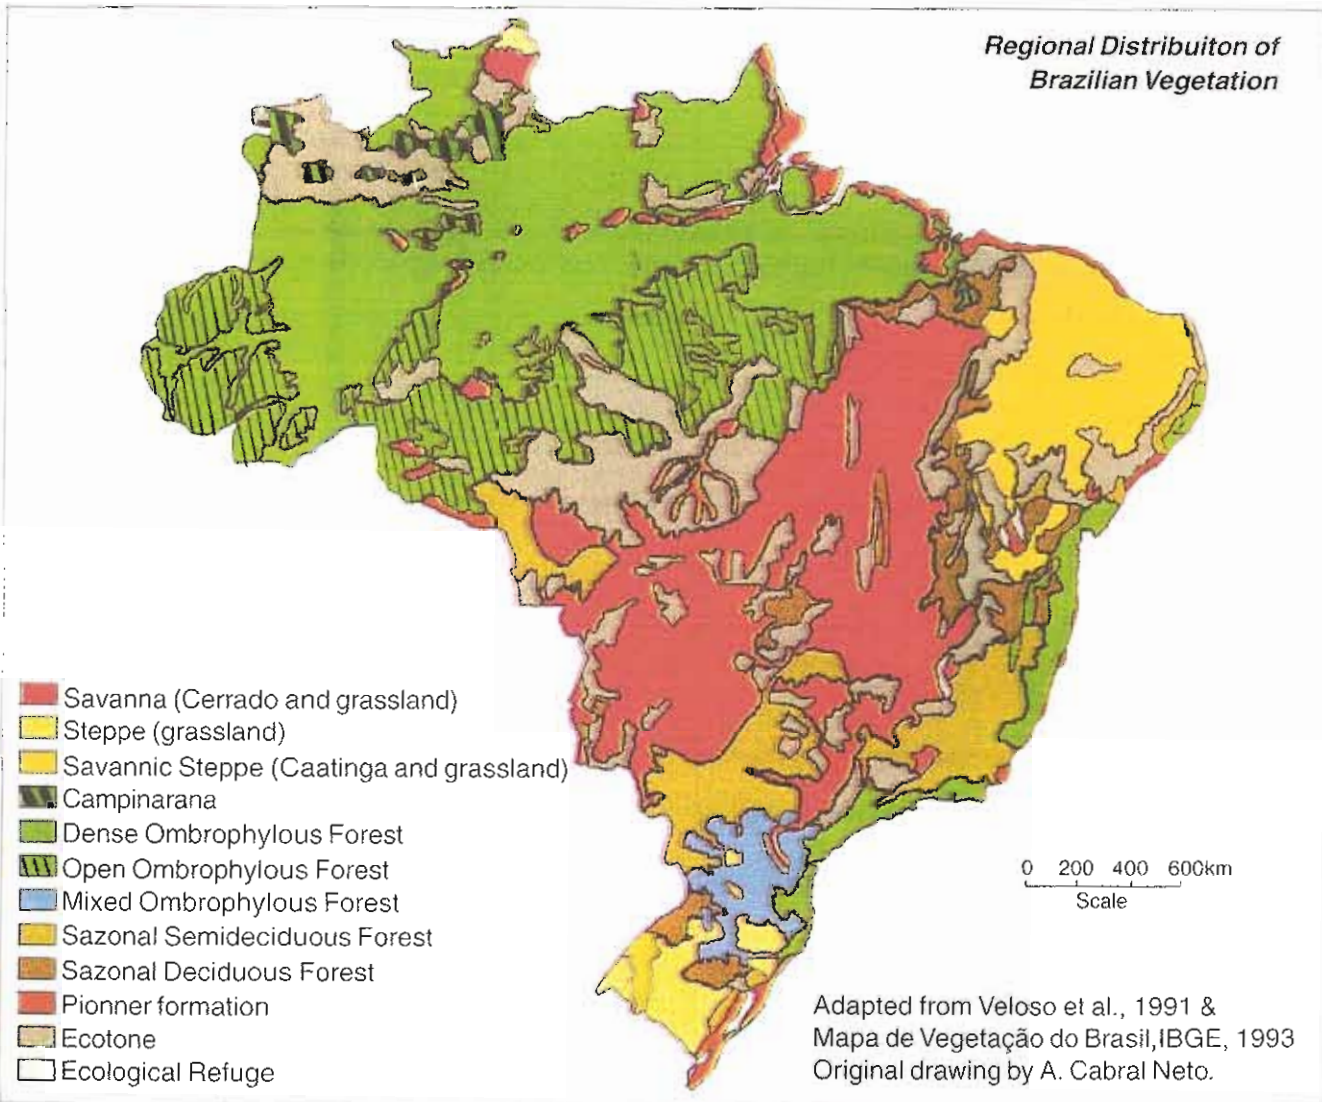 Regional Distribuiton of
Brazilian Vegetation
Savanna (Cerrado and grassland)
Steppe (grassland)
Savannic Steppe (Caatinga and grassland)
Campinarana
Dense Ombrophylous Forest
Open Ombrophylous Forest
Mixed Ombrophylous Forest
Sazonal Semideciduous Forest
Sazonal Deciduous Forest
Pionner formation
Ecotone
Ecological Refuge
0 200 400 600km
Scale
Adapted from Veloso et al., 1991 &
Mapa de Vegetação do Brasil,IBGE, 1993
Original drawing by A. Cabral Neto.